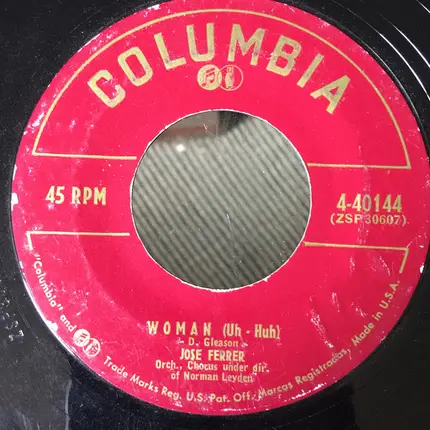 COLUMBIA
45 RPM
4-40144
(ZSP30607)
WOMAN (Uh - Huh)
- D. Gleason -
JOSE FERRER
Orch., Chorus under dir.
of Norman Leyden
"Columbia" and Trade Marks Reg. U.S. Pat. Off. Marcas Registradas. Made in U.S.A.